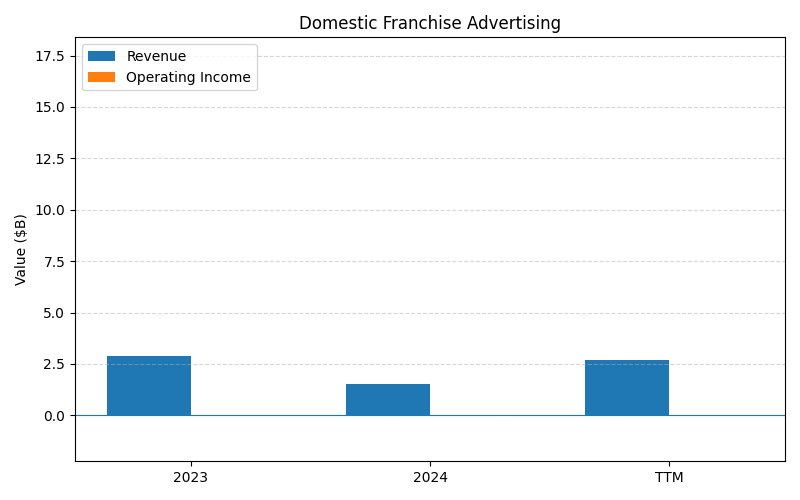 Domestic Franchise Advertising
Revenue
Operating Income
Value ($B)
17.5
15.0
12.5
10.0
7.5
5.0
2.5
0.0
2023
2024
TTM